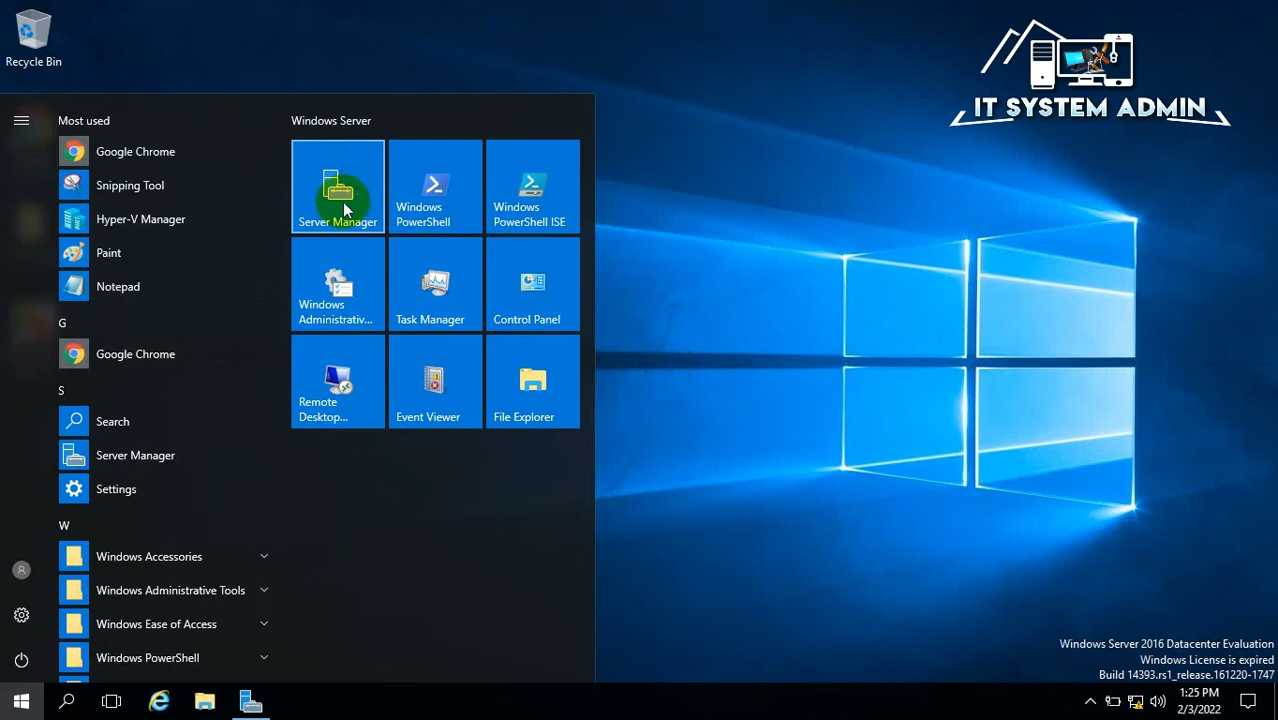 Recycle Bin
IT SYSTEM ADMIN
Most used
Google Chrome
Snipping Tool
Hyper-V Manager
Paint
Notepad
G
Google Chrome
S
Search
Server Manager
Settings
W
Windows Accessories
Windows Administrative Tools
Windows Ease of Access
Windows PowerShell
Windows Server
Server Manager
Windows
PowerShell
Windows
PowerShell ISE
Windows
Administrativ...
Task Manager
Control Panel
Remote
Desktop...
Event Viewer
File Explorer
Windows Server 2016 Datacenter Evaluation
Windows License is expired
Build 14393.rs1_release.161220-1747
1:25 PM
2/3/2022